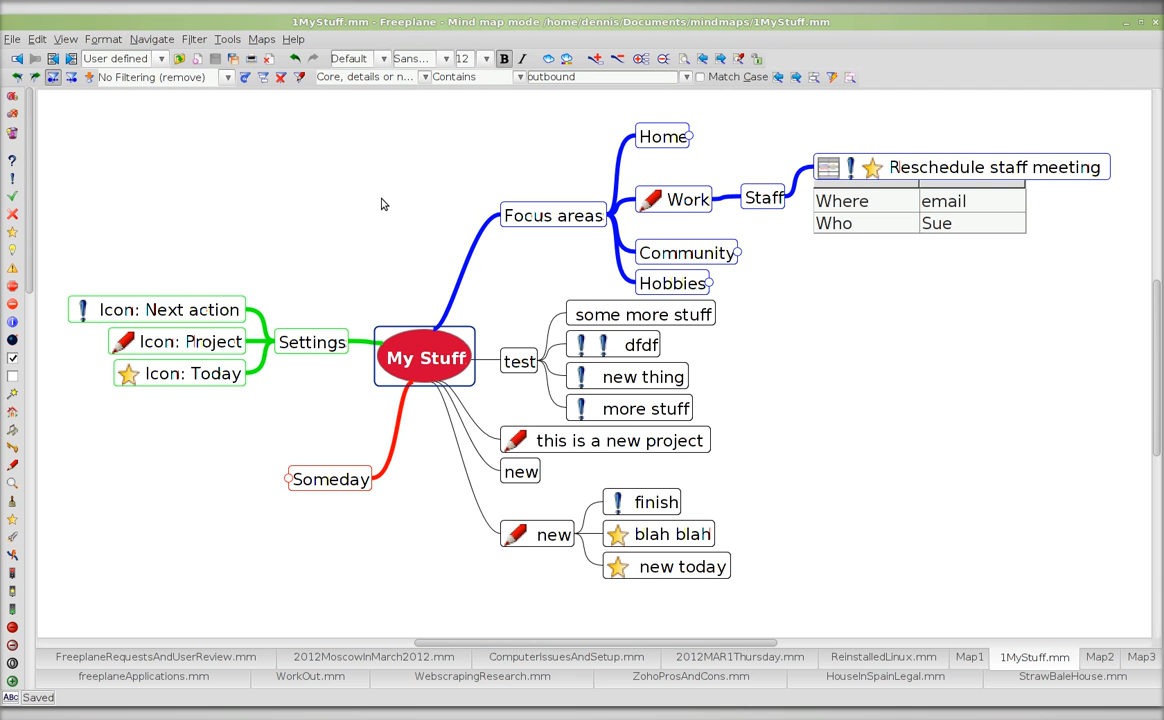 1MyStuff.mm - Freeplane - Mind map mode /home/dennis/Documents/mindmaps/1MyStuff.mm
File Edit View Format Navigate Filter Tools Maps Help
User defined Default Sans... 12 B I
No Filtering (remove) Core, details or n... Contains outbound Match Case
Home
Reschedule staff meeting
Where email
Who Sue
Work
Staff
Focus areas
Community
Hobbies
Icon: Next action
Icon: Project
Icon: Today
Settings
My Stuff
some more stuff
test
dfdf
new thing
more stuff
this is a new project
new
Someday
finish
new
blah blah
new today
FreeplaneRequestsAndUserReview.mm 2012MoscowInMarch2012.mm ComputerIssuesAndSetup.mm 2012MAR1Thursday.mm ReinstalledLinux.mm Map1 1MyStuff.mm Map2 Map3
freeplaneApplications.mm WorkOut.mm WebscrapingResearch.mm ZohoProsAndCons.mm HouseInSpainLegal.mm StrawBaleHouse.mm
ABC Saved